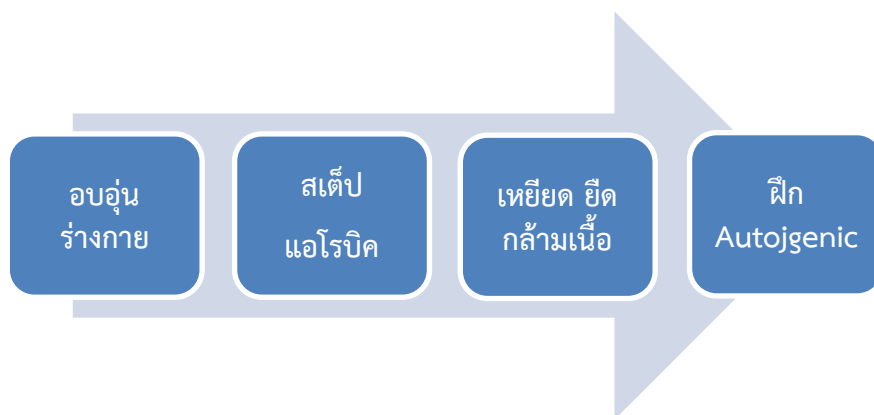 อบอุ่น
ร่างกาย
สเต็ป
แอโรบิค
เหยียด ยืด
กล้ามเนื้อ
ฝึก
Autojgenic